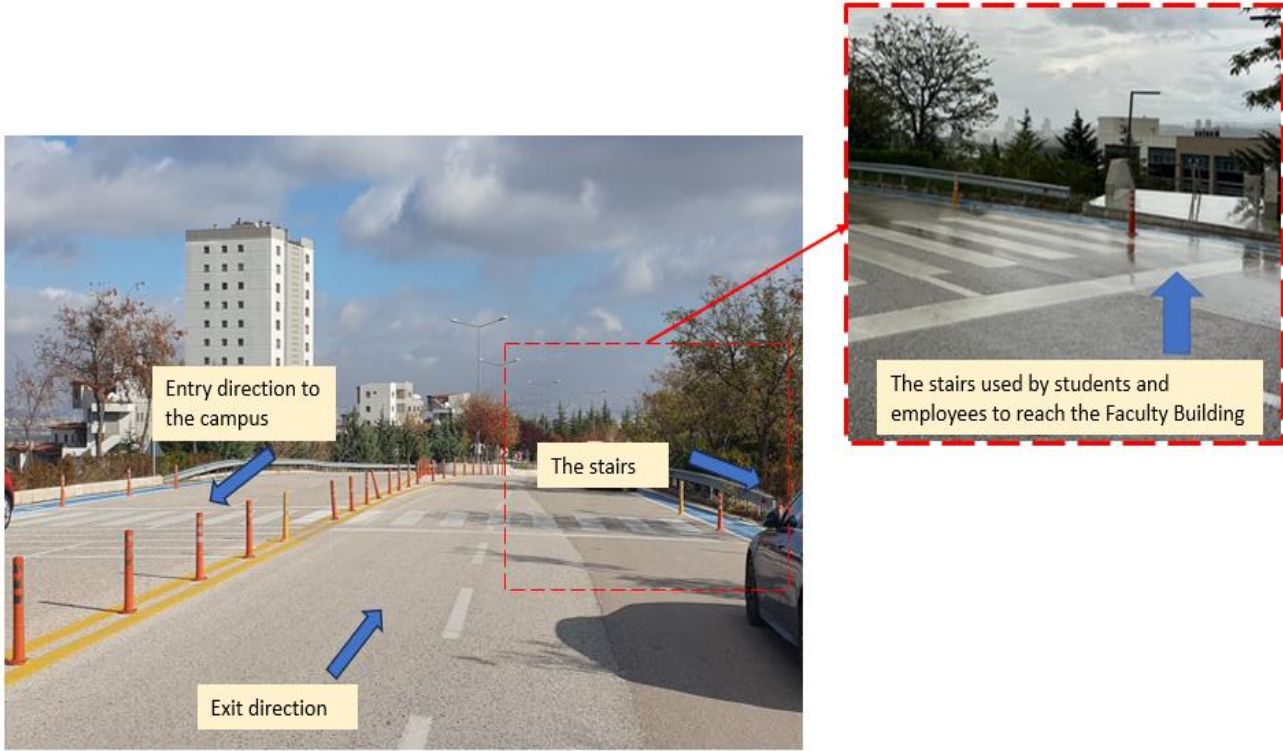 Entry direction to
the campus
The stairs
Exit direction
The stairs used by students and
employees to reach the Faculty Building